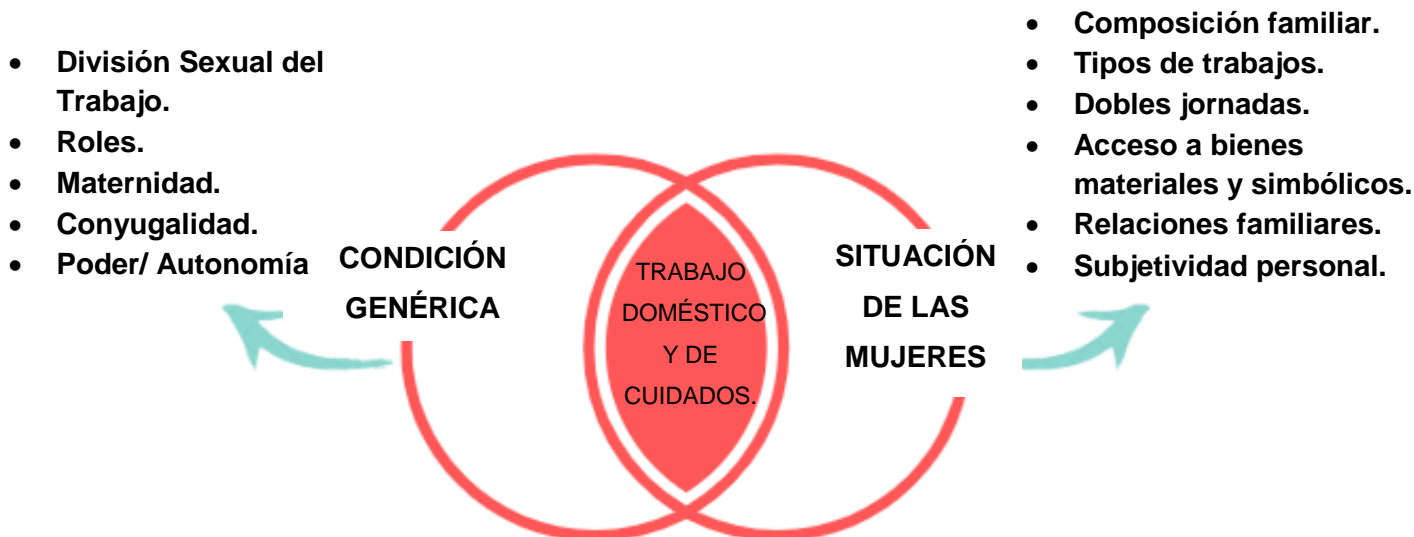 • División Sexual del
Trabajo.
• Roles.
• Maternidad.
• Conyugalidad.
• Poder/ Autonomía
CONDICIÓN
GENÉRICA
TRABAJO
DOMÉSTICO
Y DE
CUIDADOS.
SITUACIÓN
DE LAS
MUJERES
• Composición familiar.
• Tipos de trabajos.
• Dobles jornadas.
• Acceso a bienes
materiales y simbólicos.
• Relaciones familiares.
• Subjetividad personal.